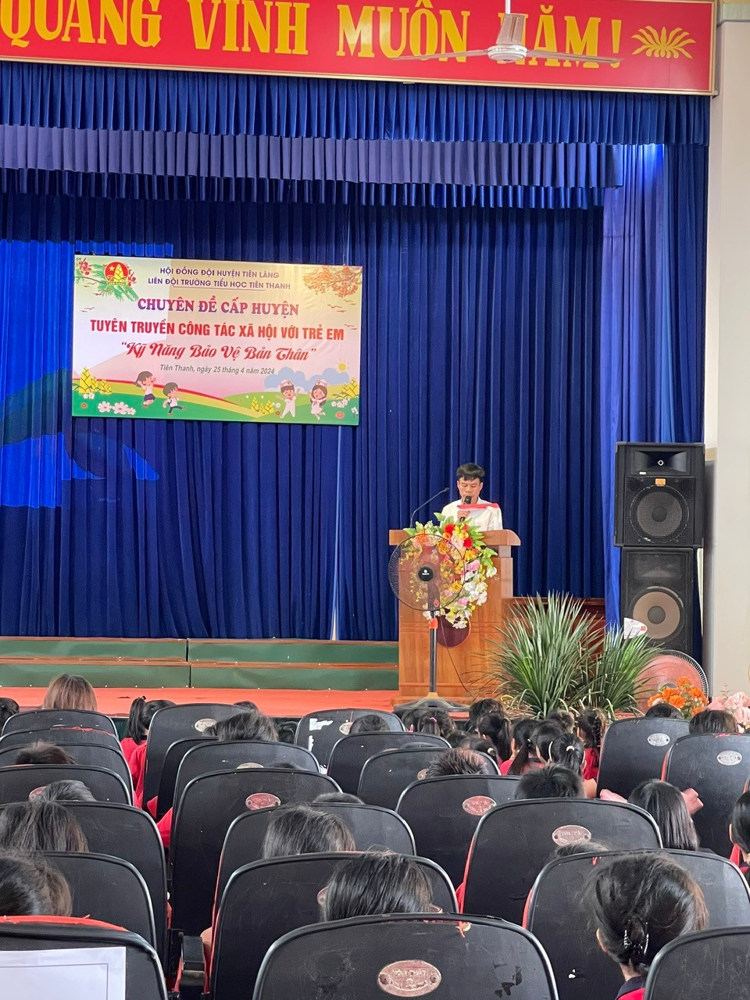 QUANG VINH MUÔN NĂM!
HỘI ĐỒNG ĐỘI HUYỆN TIÊN LÃNG
LIÊN ĐỘI TRƯỜNG TIỂU HỌC TIÊN THANH
CHUYÊN ĐỀ CẤP HUYỆN
TUYÊN TRUYỀN CÔNG TÁC XÃ HỘI VỚI TRẺ EM
“Kỹ Năng Bảo Vệ Bản Thân”
Tiên Thanh, ngày 25 tháng 4 năm 2024